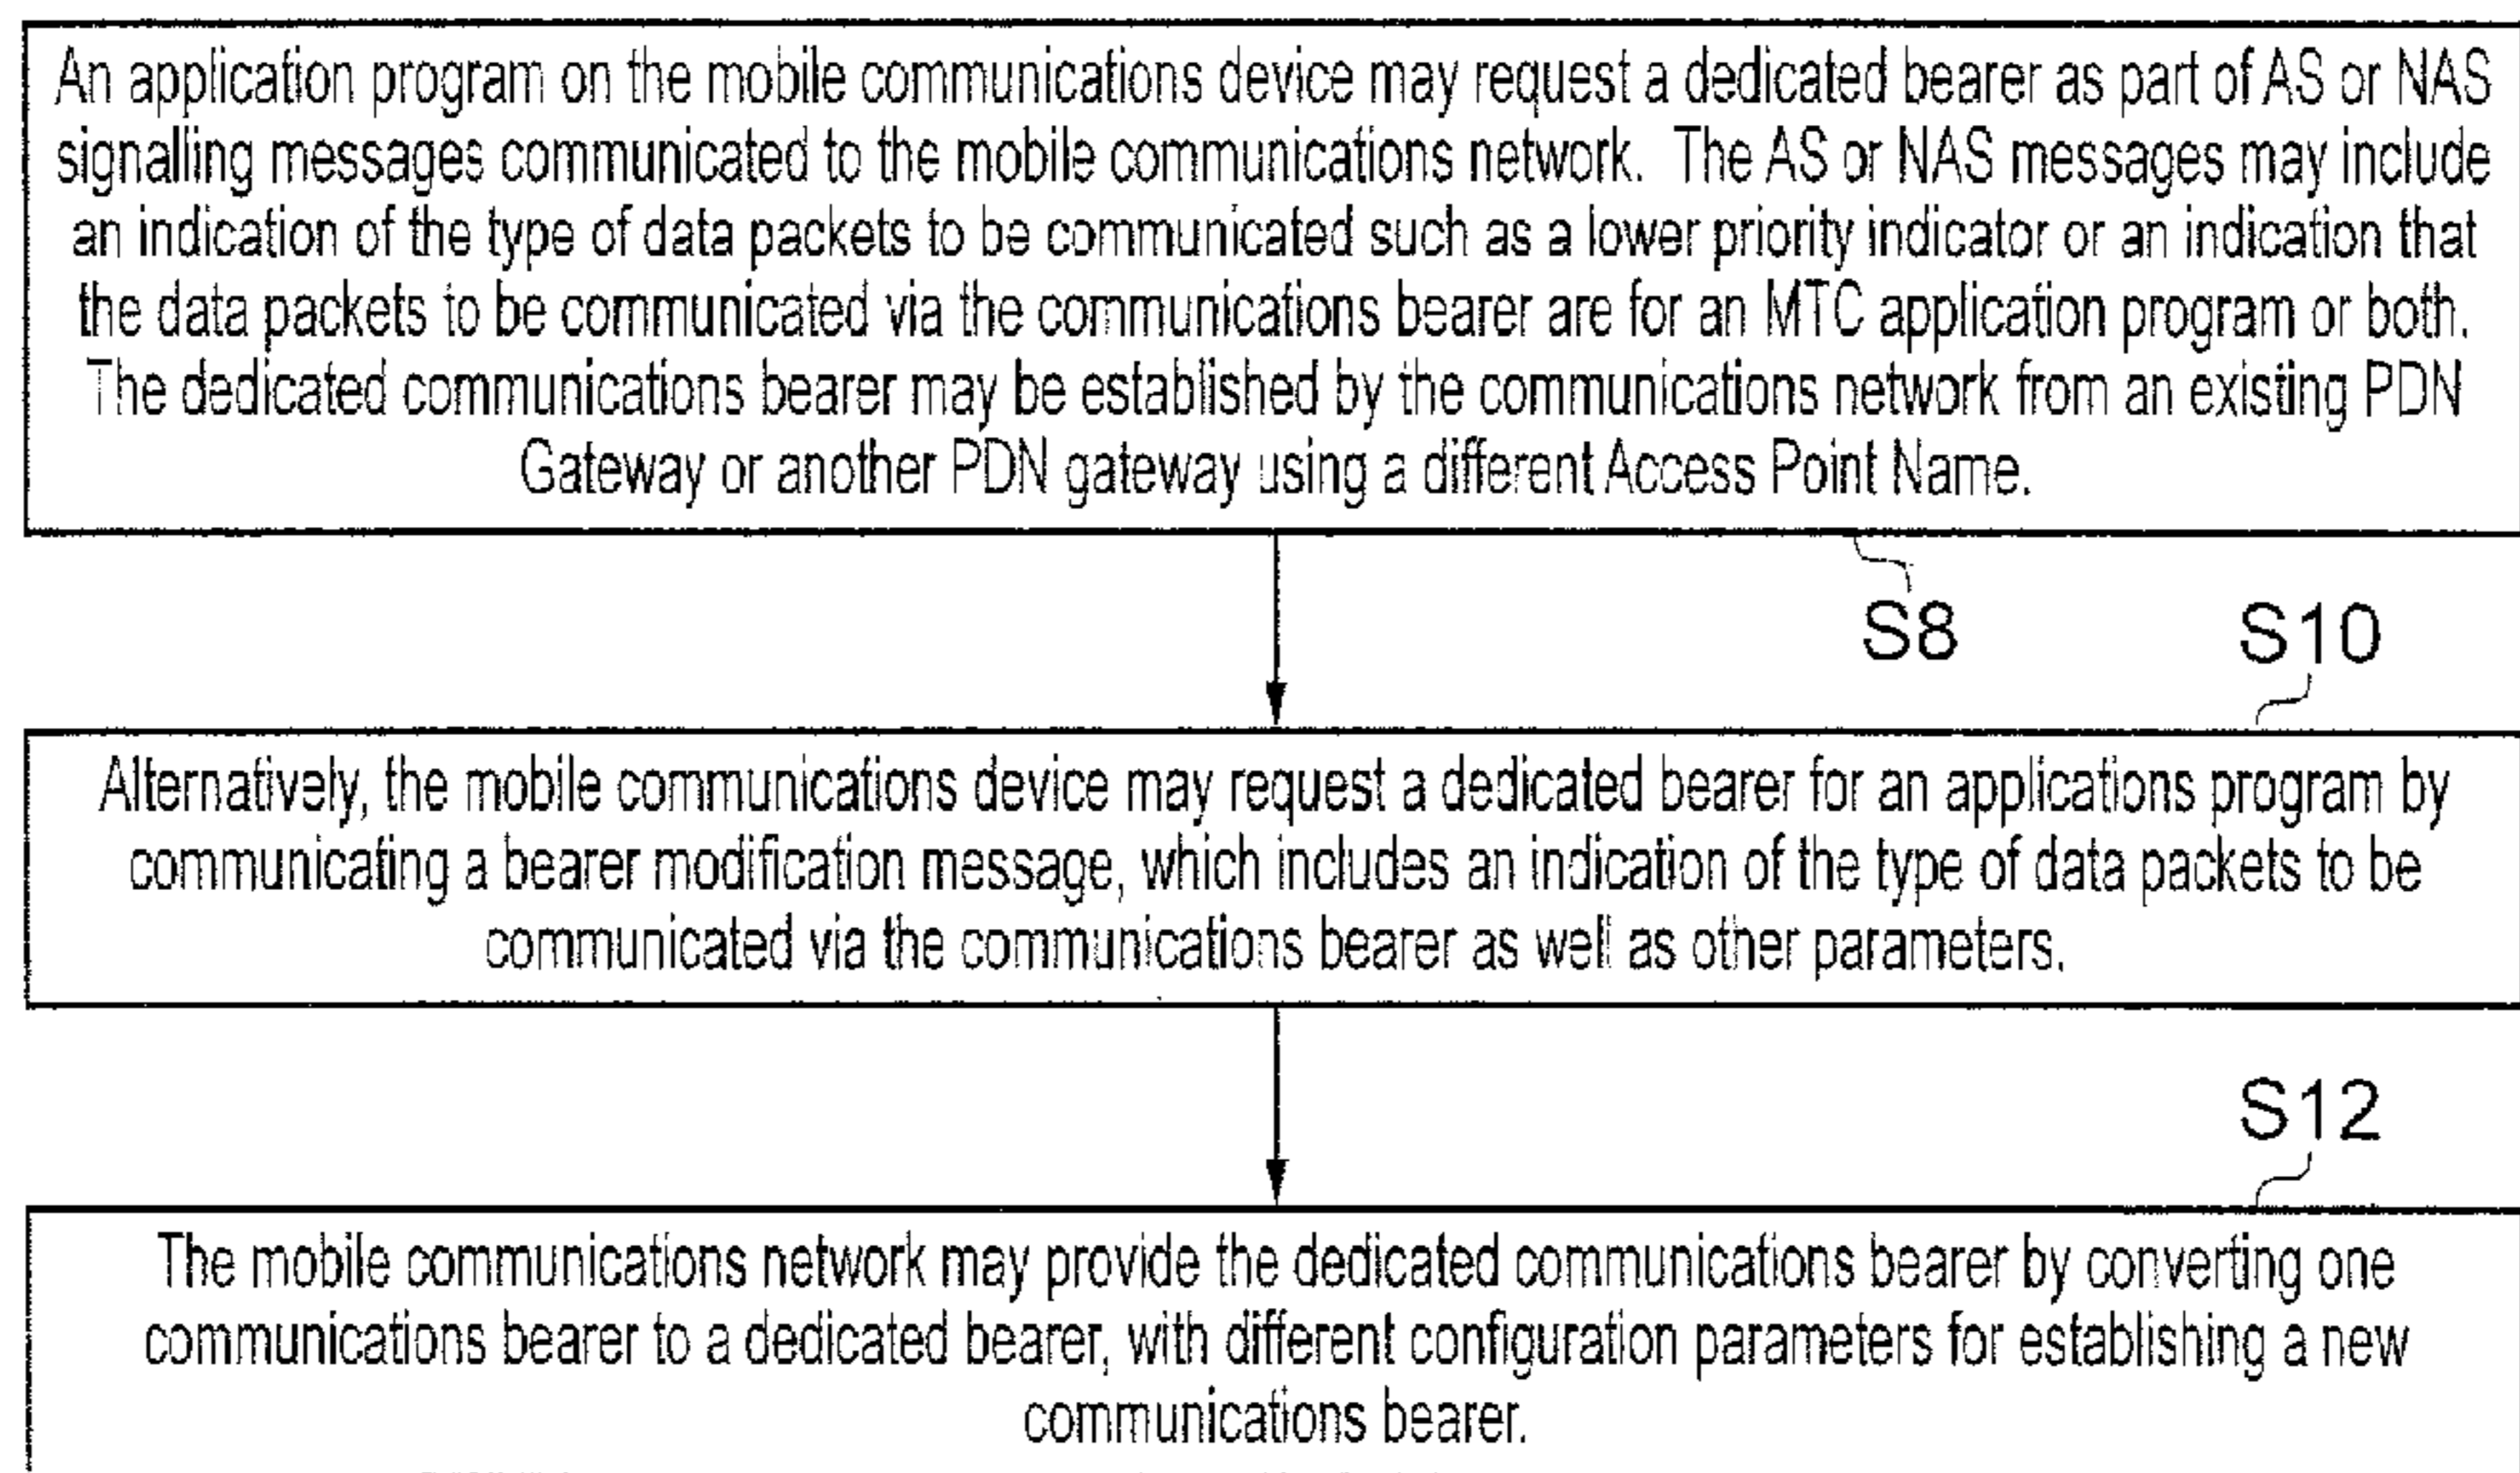 An application program on the mobile communications device may request a dedicated bearer as part of AS or NAS
signalling messages communicated to the mobile communications network. The AS or NAS messages may include
an indication of the type of data packets to be communicated such as a lower priority indicator or an indication that
the data packets to be communicated via the communications bearer are for an MTC application program or both.
The dedicated communications bearer may be established by the communications network from an existing PDN
Gateway or another PDN gateway using a different Access Point Name.
S8
S10
Alternatively, the mobile communications device may request a dedicated bearer for an applications program by
communicating a bearer modification message, which includes an indication of the type of data packets to be
communicated via the communications bearer as well as other parameters.
S12
The mobile communications network may provide the dedicated communications bearer by converting one
communications bearer to a dedicated bearer, with different configuration parameters for establishing a new
communications bearer.